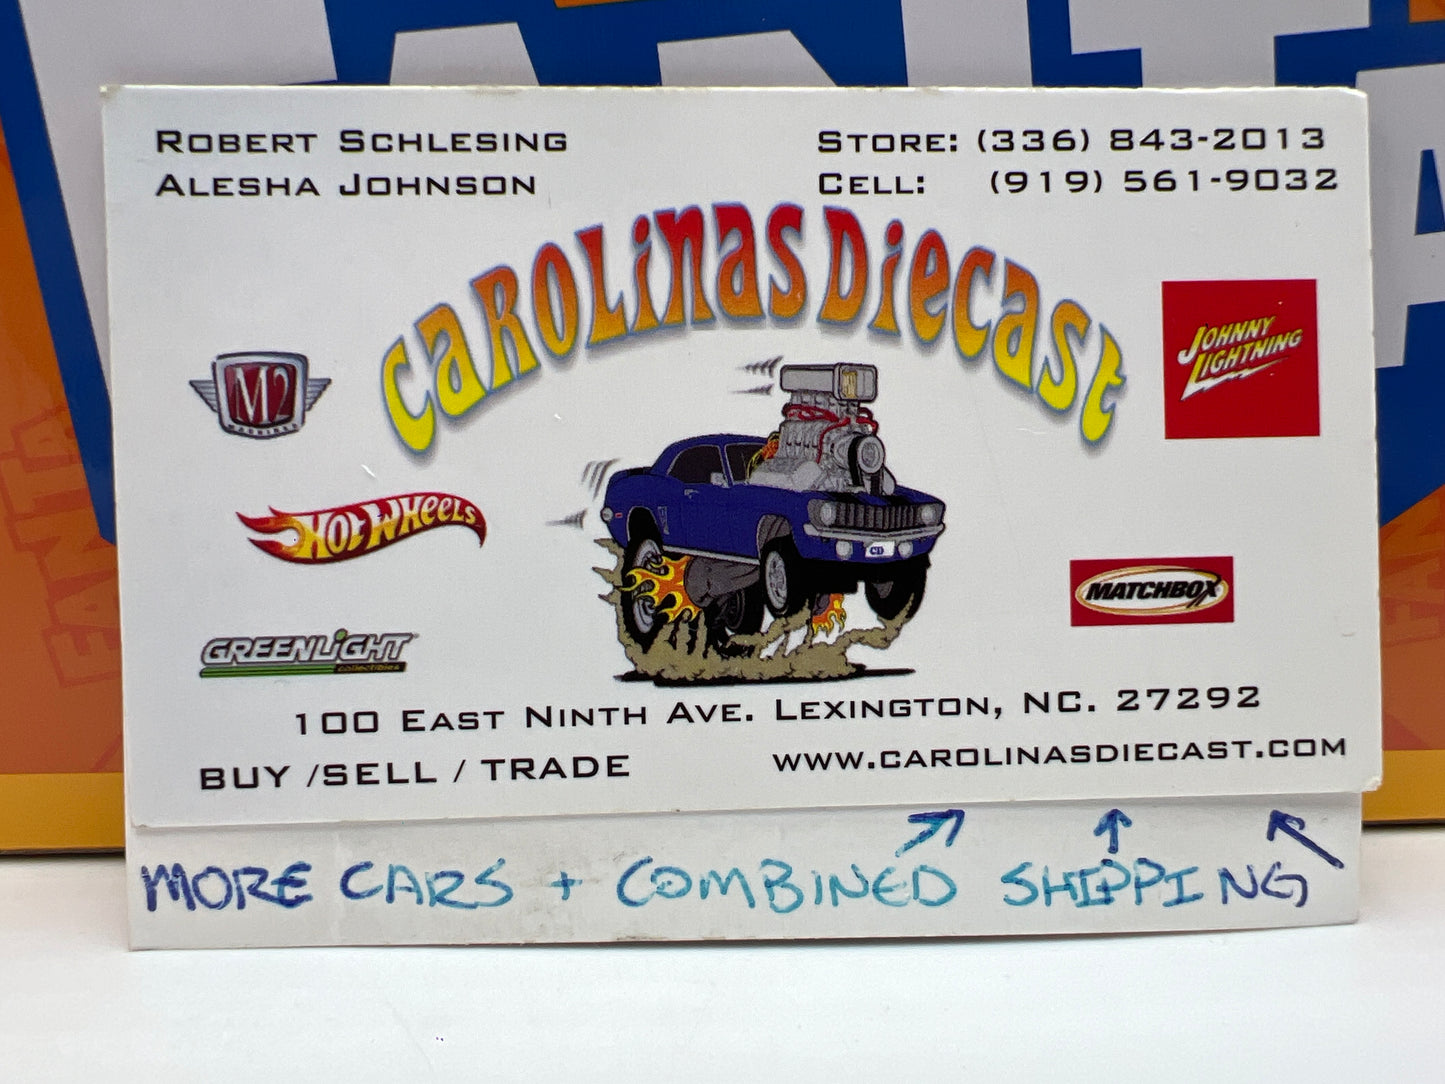 ROBERT SCHLESING
ALESHA JOHNSON
STORE: (336) 843-2013
CELL: (919) 561-9032
CAROLINAS DIECAST
M2
MACHINES
JOHNNY
LIGHTNING
HOT WHEELS
CD
MATCHBOX
GREENLIGHT
collectibles
100 EAST NINTH AVE. LEXINGTON, NC. 27292
BUY /SELL / TRADE
WWW.CAROLINASDIECAST.COM
MORE CARS + COMBINED SHIPPING